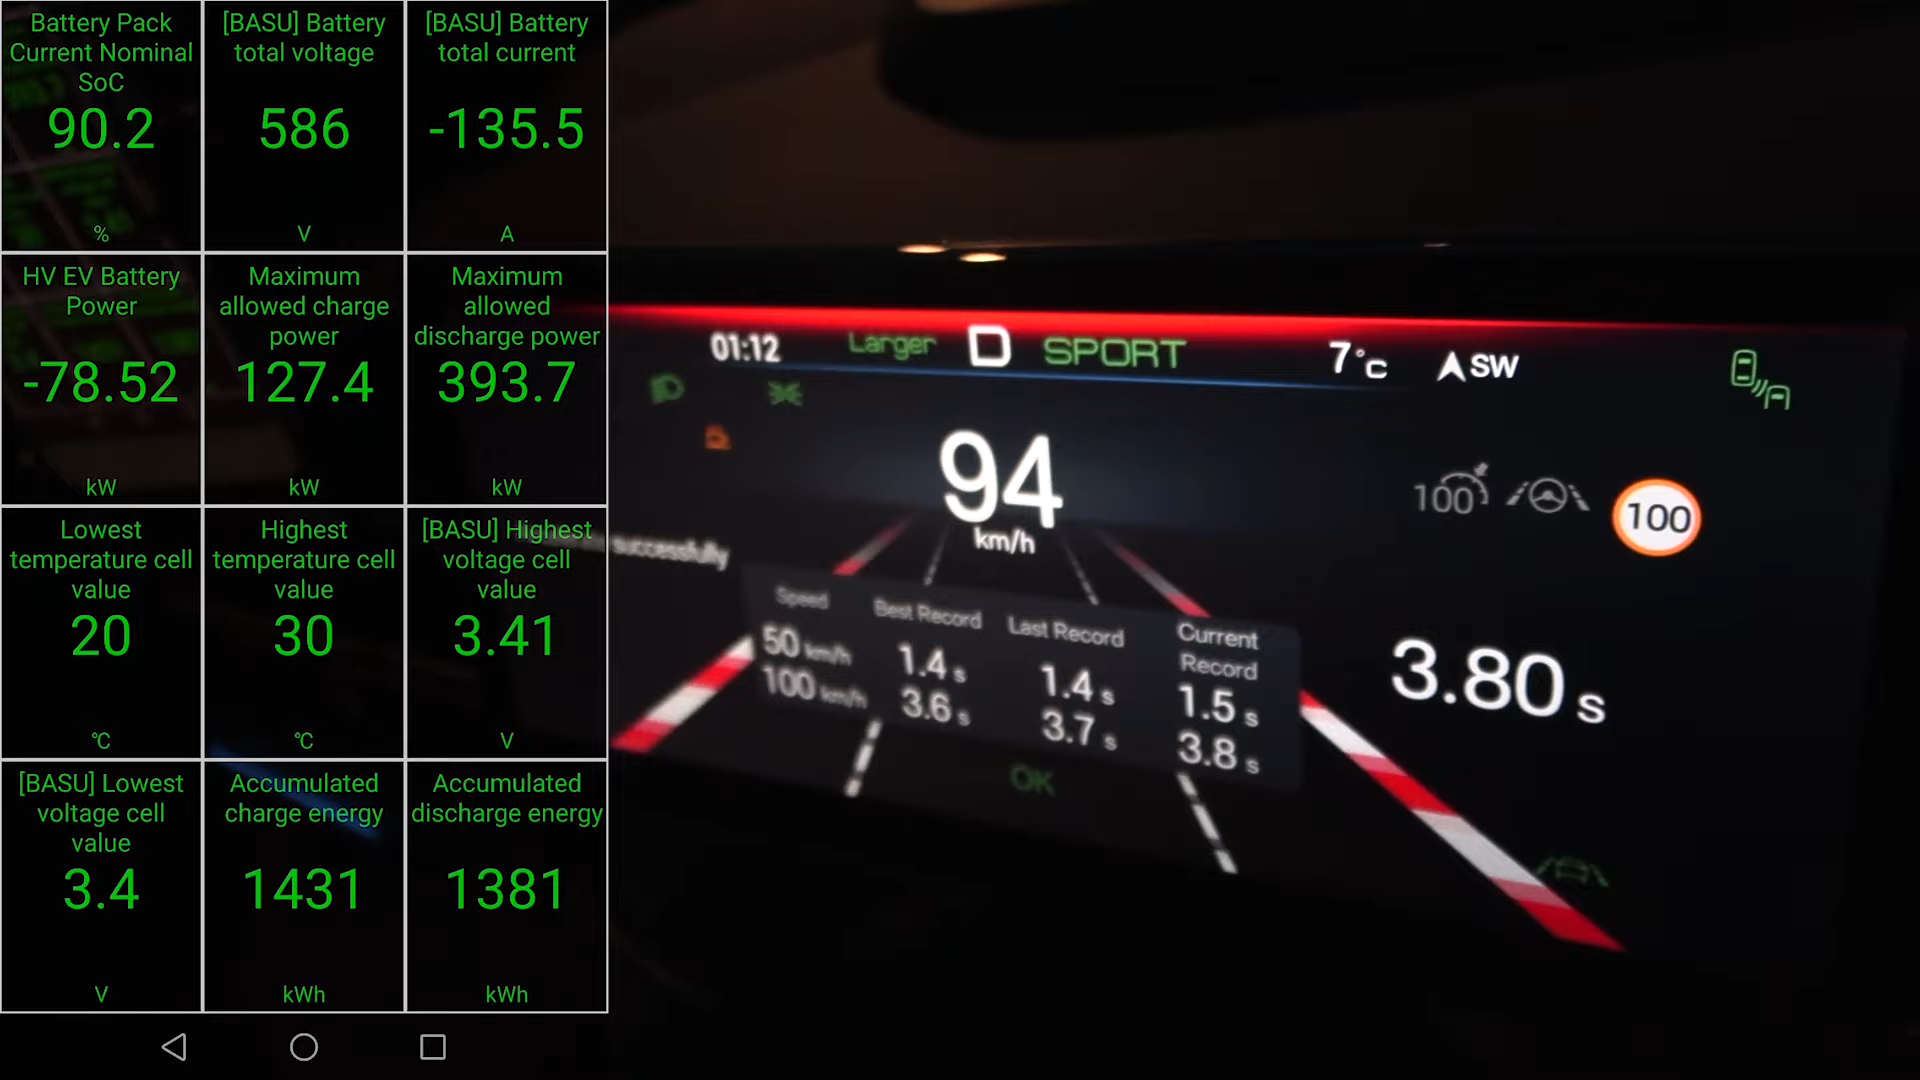 Battery Pack
Current Nominal
SoC
90.2
%
[BASU] Battery
total voltage
586
V
[BASU] Battery
total current
-135.5
A
HV EV Battery
Power
-78.52
kW
Maximum
allowed charge
power
127.4
kW
Maximum
allowed
discharge power
393.7
kW
Lowest
temperature cell
value
20
℃
Highest
temperature cell
value
30
℃
[BASU] Highest
voltage cell
value
3.41
V
[BASU] Lowest
voltage cell
value
3.4
V
Accumulated
charge energy
1431
kWh
Accumulated
discharge energy
1381
kWh
01:12 Larger D SPORT 7°C SW
94
km/h
100
100
successfully
Speed Best Record Last Record Current
Record
50 km/h 1.4 s 1.4 s 1.5 s
100 km/h 3.6 s 3.7 s 3.8 s
OK
3.80 s